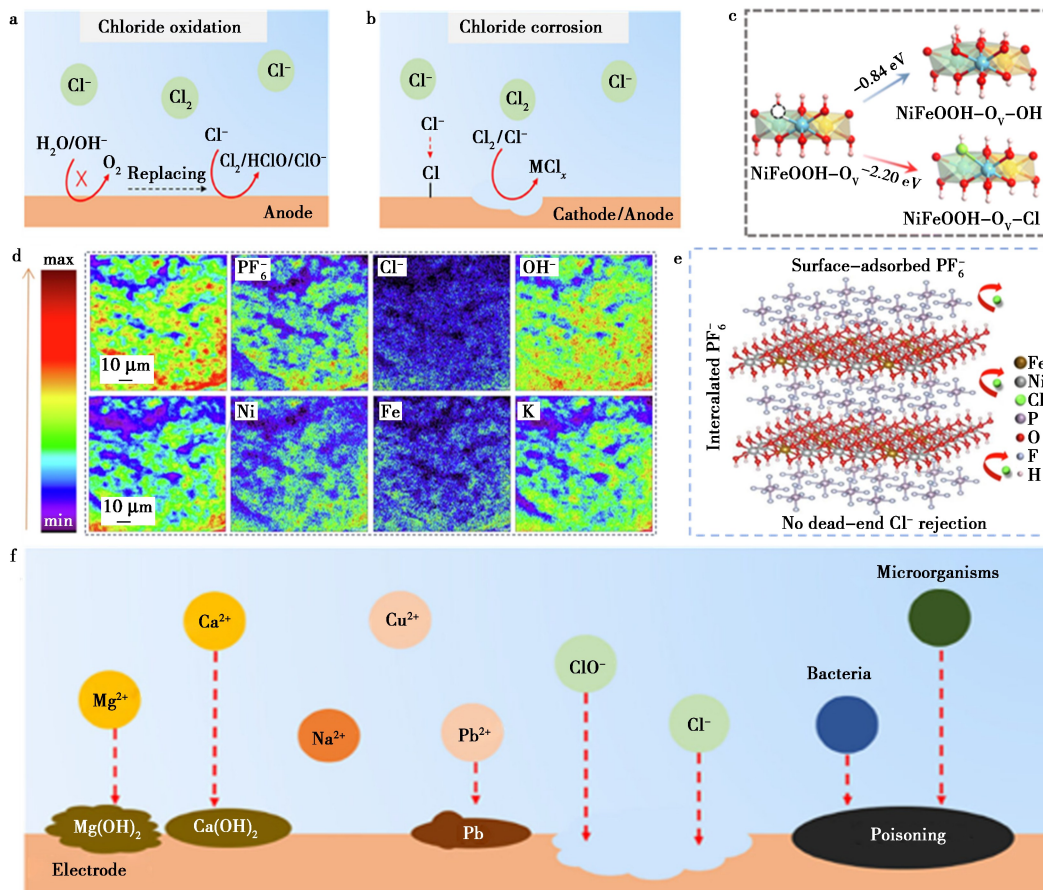 a
Chloride oxidation
Cl⁻
Cl₂
Cl⁻
H₂O/OH⁻
X
O₂
Replacing
Cl⁻
Cl₂/HClO/ClO⁻
Anode
b
Chloride corrosion
Cl⁻
Cl₂
Cl⁻
Cl⁻
Cl
Cl₂/Cl⁻
MClₓ
Cathode/Anode
c
−0.84 eV
NiFeOOH−Oᵥ−OH
NiFeOOH−Oᵥ
−2.20 eV
NiFeOOH−Oᵥ−Cl
d
max
min
PF₆⁻
Cl⁻
OH⁻
10 μm
Ni
Fe
K
10 μm
e
Surface−adsorbed PF₆⁻
Intercalated PF₆⁻
Fe
Ni
Cl
P
O
F
H
No dead−end Cl⁻ rejection
f
Microorganisms
Ca²⁺
Cu²⁺
ClO⁻
Bacteria
Mg²⁺
Na²⁺
Pb²⁺
Cl⁻
Mg(OH)₂
Ca(OH)₂
Pb
Poisoning
Electrode